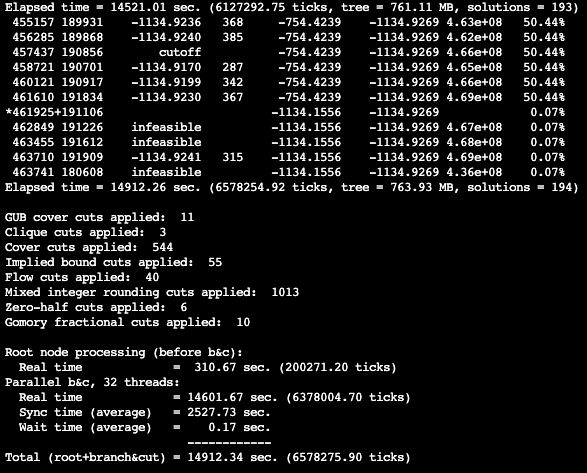 Elapsed time = 14521.01 sec. (6127292.75 ticks, tree = 761.11 MB, solutions = 193)
455157 189931 -1134.9236 368 -754.4239 -1134.9269 4.63e+08 50.44%
456285 189868 -1134.9240 385 -754.4239 -1134.9269 4.62e+08 50.44%
457437 190856 cutoff -754.4239 -1134.9269 4.66e+08 50.44%
458721 190701 -1134.9170 287 -754.4239 -1134.9269 4.65e+08 50.44%
460121 190917 -1134.9199 342 -754.4239 -1134.9269 4.66e+08 50.44%
461610 191834 -1134.9230 367 -754.4239 -1134.9269 4.69e+08 50.44%
*461925+191106 -1134.1556 -1134.9269 0.07%
462849 191226 infeasible -1134.1556 -1134.9269 4.67e+08 0.07%
463455 191612 infeasible -1134.1556 -1134.9269 4.68e+08 0.07%
463710 191909 -1134.9241 315 -1134.1556 -1134.9269 4.69e+08 0.07%
463741 180608 infeasible -1134.1556 -1134.9269 4.36e+08 0.07%
Elapsed time = 14912.26 sec. (6578254.92 ticks, tree = 763.93 MB, solutions = 194)
GUB cover cuts applied: 11
Clique cuts applied: 3
Cover cuts applied: 544
Implied bound cuts applied: 55
Flow cuts applied: 40
Mixed integer rounding cuts applied: 1013
Zero-half cuts applied: 6
Gomory fractional cuts applied: 10
Root node processing (before b&c):
Real time = 310.67 sec. (200271.20 ticks)
Parallel b&c, 32 threads:
Real time = 14601.67 sec. (6378004.70 ticks)
Sync time (average) = 2527.73 sec.
Wait time (average) = 0.17 sec.
------------
Total (root+branch&cut) = 14912.34 sec. (6578275.90 ticks)